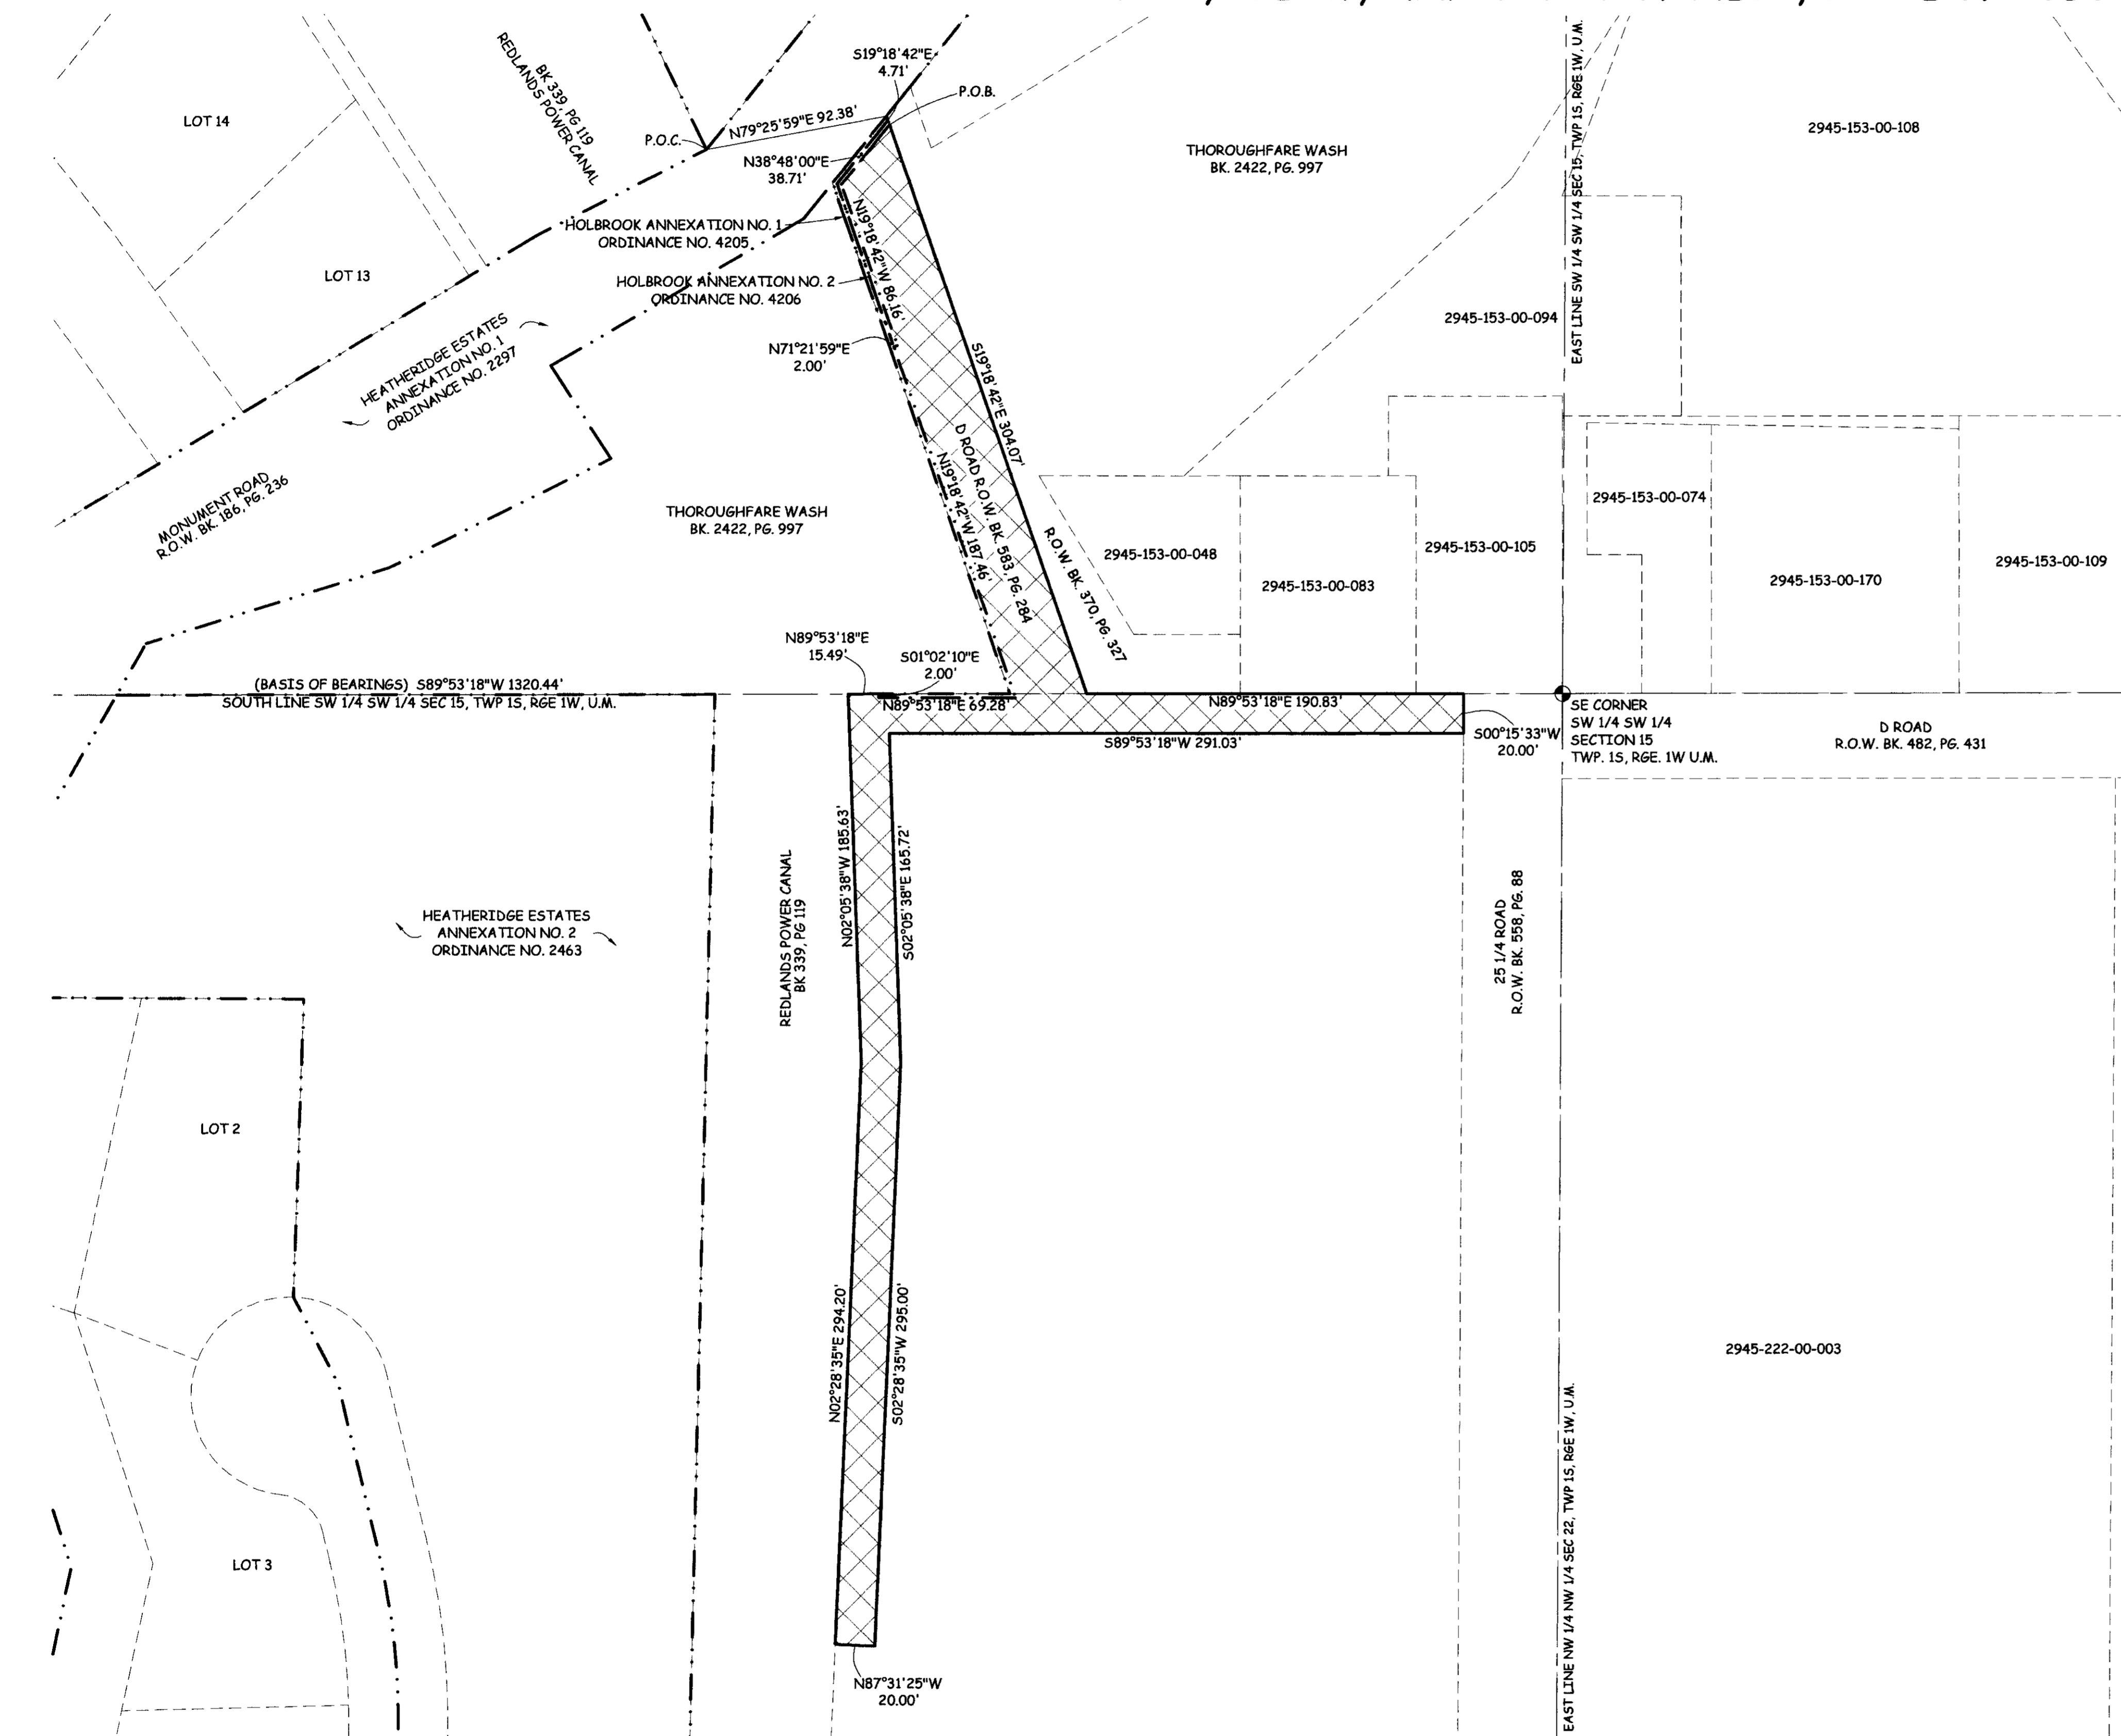 LOT 14
REDLANDS POWER CANAL
BK 339, PG 119
S19°18'42"E
4.71'
P.O.B.
P.O.C.
N79°25'59"E 92.38'
N38°48'00"E
38.71'
THOROUGHFARE WASH
BK. 2422, PG. 997
EAST LINE SW 1/4 SW 1/4 SEC 15, TWP 1S, RGE 1W, U.M.
2945-153-00-108
HOLBROOK ANNEXATION NO. 1
ORDINANCE NO. 4205
LOT 13
HOLBROOK ANNEXATION NO. 2
ORDINANCE NO. 4206
N19°18'42"W 86.16'
2945-153-00-094
HEATHERIDGE ESTATES
ANNEXATION NO. 1
ORDINANCE NO. 2297
N71°21'59"E
2.00'
S19°18'42"E 304.07'
MONUMENT ROAD
R.O.W. BK. 186, PG. 236
THOROUGHFARE WASH
BK. 2422, PG. 997
N19°18'42"W 187.46'
D ROAD R.O.W. BK. 583, PG. 284
R.O.W. BK. 370, PG. 327
2945-153-00-048
2945-153-00-083
2945-153-00-105
2945-153-00-074
2945-153-00-170
2945-153-00-109
N89°53'18"E
15.49'
S01°02'10"E
2.00'
(BASIS OF BEARINGS) S89°53'18"W 1320.44'
SOUTH LINE SW 1/4 SW 1/4 SEC 15, TWP 1S, RGE 1W, U.M.
N89°53'18"E 69.28'
N89°53'18"E 190.83'
S89°53'18"W 291.03'
S00°15'33"W
20.00'
SE CORNER
SW 1/4 SW 1/4
SECTION 15
TWP. 1S, RGE. 1W U.M.
D ROAD
R.O.W. BK. 482, PG. 431
N02°05'38"W 185.63'
S02°05'38"E 165.72'
REDLANDS POWER CANAL
BK 339, PG 119
HEATHERIDGE ESTATES
ANNEXATION NO. 2
ORDINANCE NO. 2463
25 1/4 ROAD
R.O.W. BK. 558, PG. 88
LOT 2
N02°28'35"E 294.20'
S02°28'35"W 295.00'
2945-222-00-003
EAST LINE NW 1/4 NW 1/4 SEC 22, TWP 1S, RGE 1W, U.M.
LOT 3
N87°31'25"W
20.00'